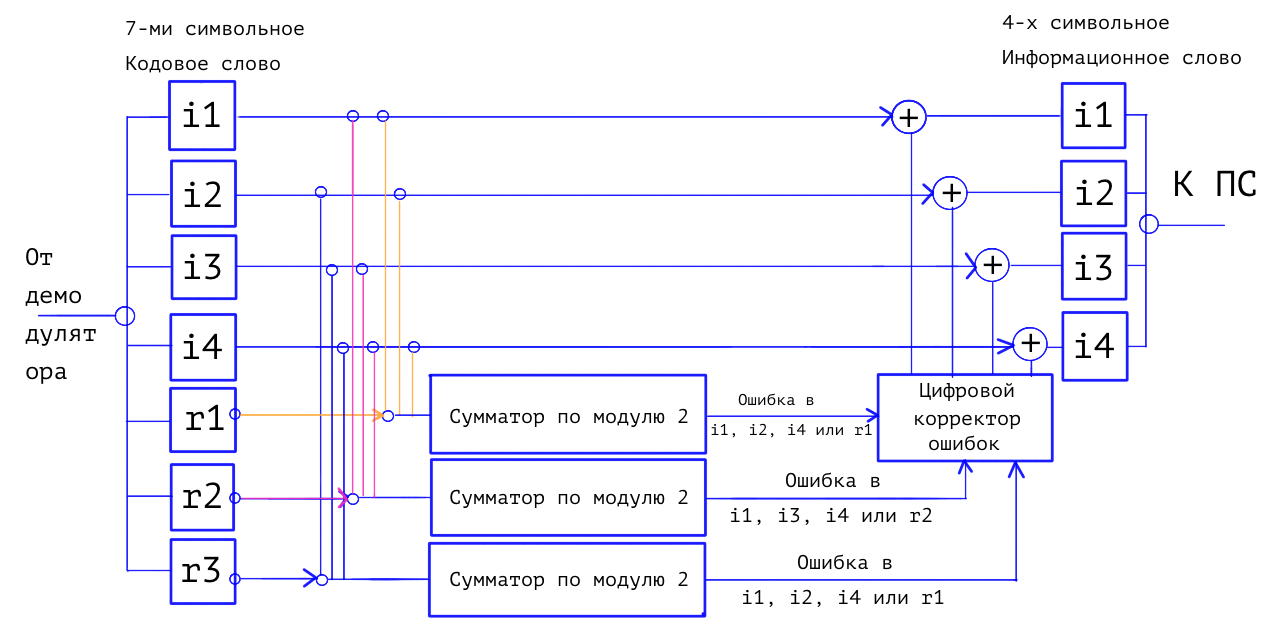 7-ми символьное
Кодовое слово
4-х символьное
Информационное слово
i1
i2
i3
i4
r1
r2
r3
От
демо
дулят
ора
+
+
+
+
i1
i2
i3
i4
К ПС
Сумматор по модулю 2
Ошибка в
i1, i2, i4 или r1
Цифровой
корректор
ошибок
Сумматор по модулю 2
Ошибка в
i1, i3, i4 или r2
Сумматор по модулю 2
Ошибка в
i1, i2, i4 или r1